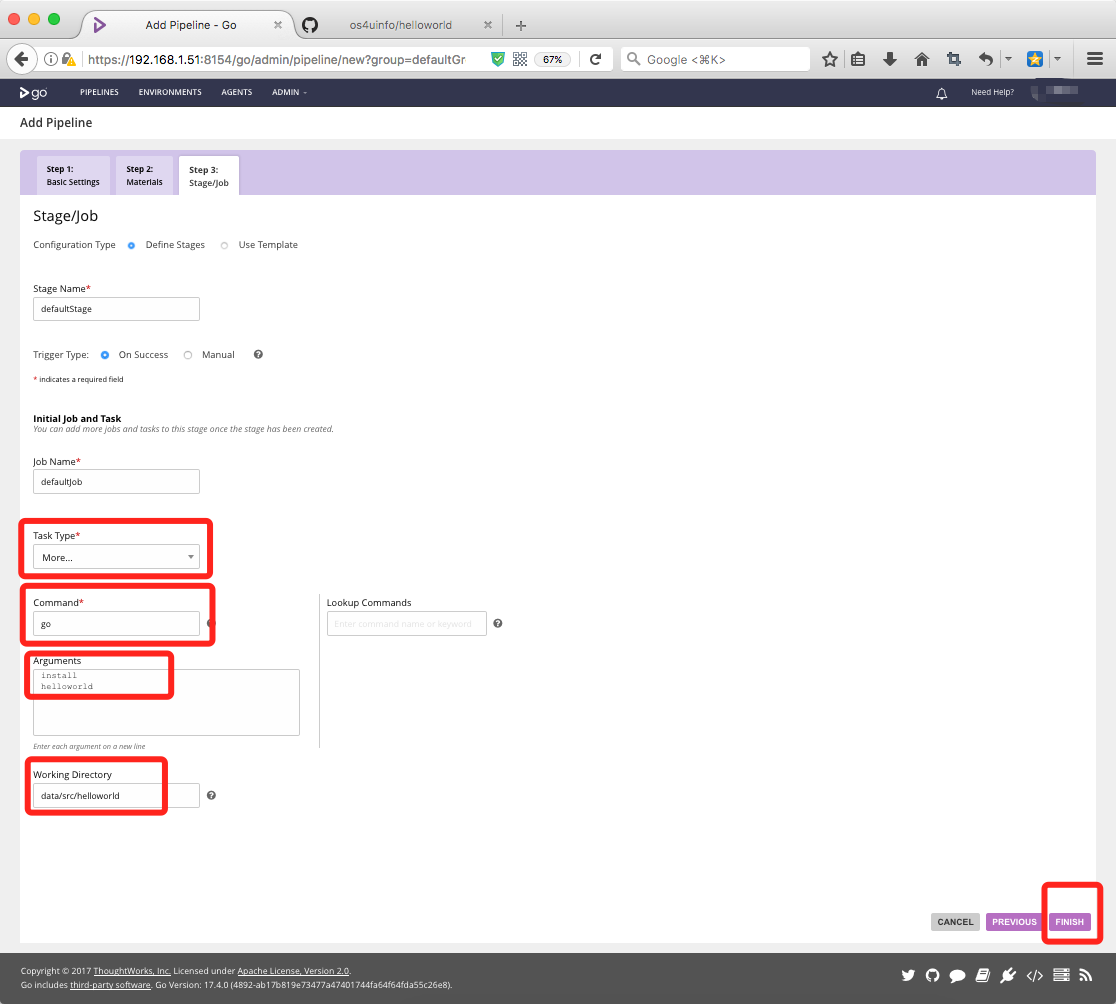 Add Pipeline - Go
os4uinfo/helloworld
https://192.168.1.51:8154/go/admin/pipeline/new?group=defaultGr
67%
Google <⌘K>
go
PIPELINES
ENVIRONMENTS
AGENTS
ADMIN
Need Help?
Add Pipeline
Step 1:
Basic Settings
Step 2:
Materials
Step 3:
Stage/Job
Stage/Job
Configuration Type Define Stages Use Template
Stage Name*
defaultStage
Trigger Type: On Success Manual
* indicates a required field
Initial Job and Task
You can add more jobs and tasks to this stage once the stage has been created.
Job Name*
defaultJob
Task Type*
More...
Command*
go
Lookup Commands
Enter command name or keyword
Arguments
install
helloworld
Enter each argument on a new line
Working Directory
data/src/helloworld
CANCEL
PREVIOUS
FINISH
Copyright © 2017 ThoughtWorks, Inc. Licensed under Apache License, Version 2.0.
Go includes third-party software. Go Version: 17.4.0 (4892-ab17b819e73477a47401744fa64f64fda55c26e8).